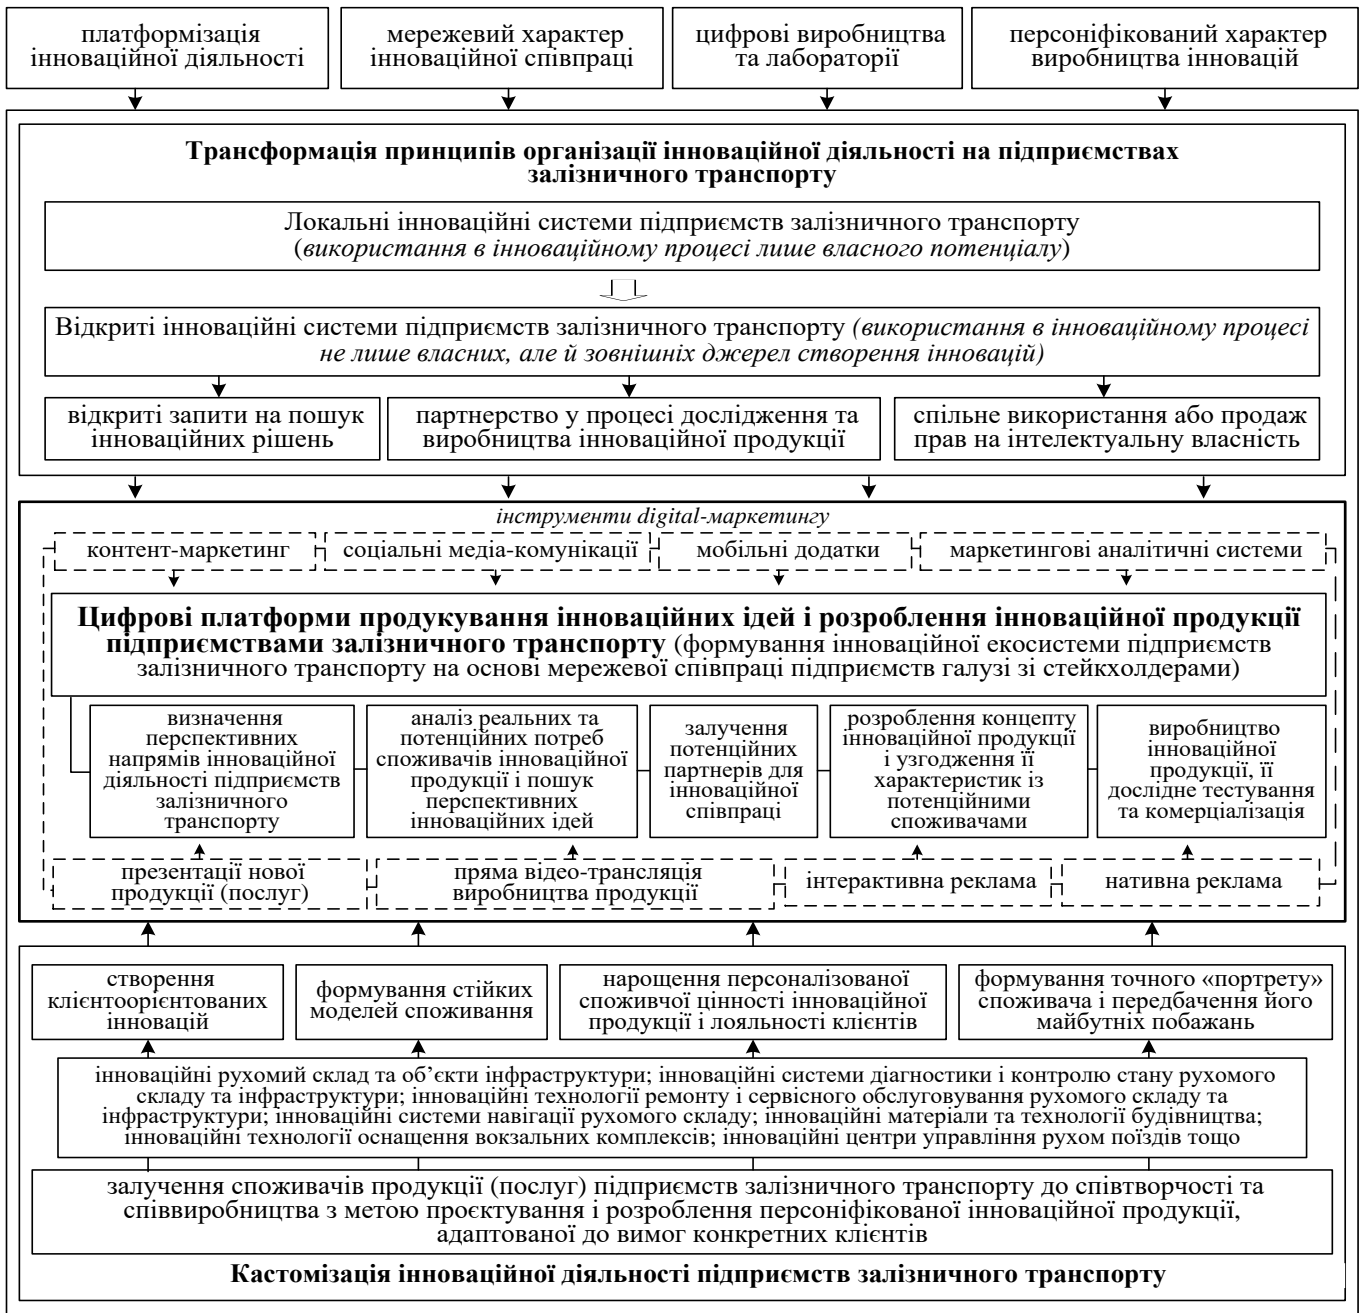 платформізація
інноваційної діяльності
мережевий характер
інноваційної співпраці
цифрові виробництва
та лабораторії
персоніфікований характер
виробництва інновацій
Трансформація принципів організації інноваційної діяльності на підприємствах
залізничного транспорту
Локальні інноваційні системи підприємств залізничного транспорту
(використання в інноваційному процесі лише власного потенціалу)
Відкриті інноваційні системи підприємств залізничного транспорту (використання в інноваційному процесі
не лише власних, але й зовнішніх джерел створення інновацій)
відкриті запити на пошук
інноваційних рішень
партнерство у процесі дослідження та
виробництва інноваційної продукції
спільне використання або продаж
прав на інтелектуальну власність
інструменти digital-маркетингу
контент-маркетинг
соціальні медіа-комунікації
мобільні додатки
маркетингові аналітичні системи
Цифрові платформи продукування інноваційних ідей і розроблення інноваційної продукції
підприємствами залізничного транспорту (формування інноваційної екосистеми підприємств
залізничного транспорту на основі мережевої співпраці підприємств галузі зі стейкхолдерами)
визначення
перспективних
напрямів інноваційної
діяльності підприємств
залізничного
транспорту
аналіз реальних та
потенційних потреб
споживачів інноваційної
продукції і пошук
перспективних
інноваційних ідей
залучення
потенційних
партнерів для
інноваційної
співпраці
розроблення концепту
інноваційної продукції
і узгодження її
характеристик із
потенційними
споживачами
виробництво
інноваційної
продукції, її
дослідне тестування
та комерціалізація
презентації нової
продукції (послуг)
пряма відео-трансляція
виробництва продукції
інтерактивна реклама
нативна реклама
створення
клієнтоорієнтованих
інновацій
формування стійких
моделей споживання
нарощення персоналізованої
споживчої цінності інноваційної
продукції і лояльності клієнтів
формування точного «портрету»
споживача і передбачення його
майбутніх побажань
інноваційні рухомий склад та об’єкти інфраструктури; інноваційні системи діагностики і контролю стану рухомого
складу та інфраструктури; інноваційні технології ремонту і сервісного обслуговування рухомого складу та
інфраструктури; інноваційні системи навігації рухомого складу; інноваційні матеріали та технології будівництва;
інноваційні технології оснащення вокзальних комплексів; інноваційні центри управління рухом поїздів тощо
залучення споживачів продукції (послуг) підприємств залізничного транспорту до співтворчості та
співвиробництва з метою проєктування і розроблення персоніфікованої інноваційної продукції,
адаптованої до вимог конкретних клієнтів
Кастомізація інноваційної діяльності підприємств залізничного транспорту